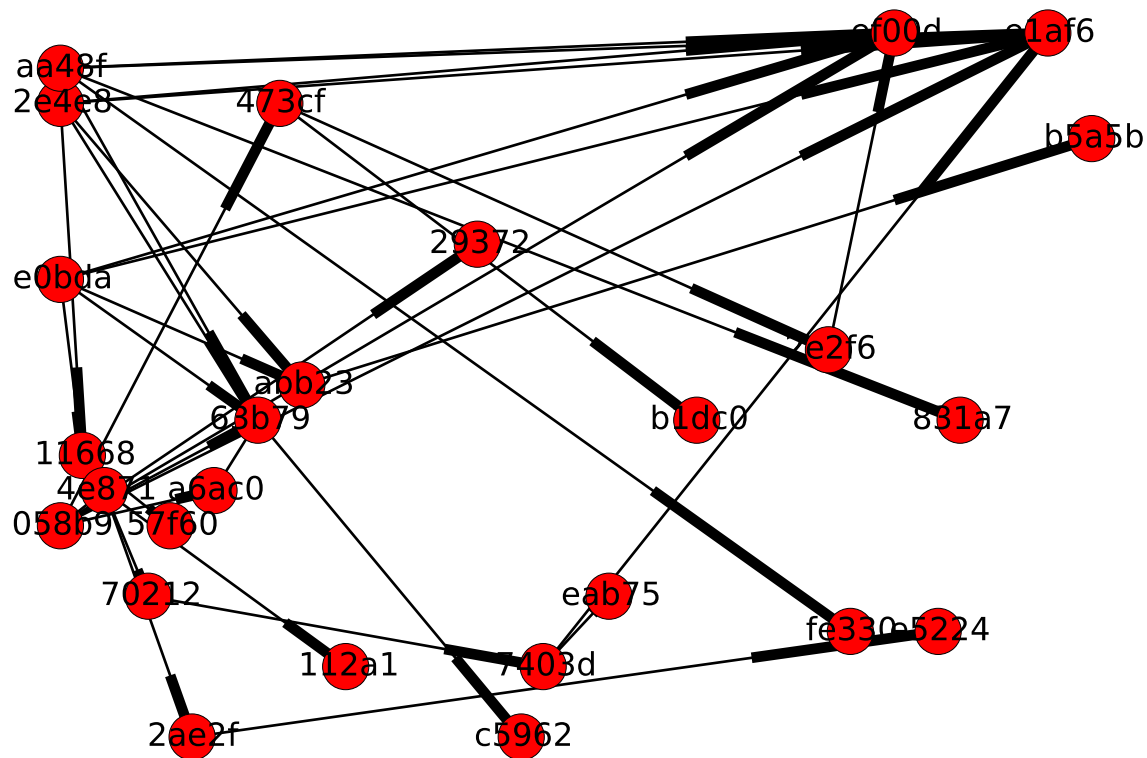 ef00d
e1af6
aa48f
2e4e8
473cf
b5a5b
29372
e0bda
e2f6
abb23
63b79
b1dc0
831a7
11668
4e871
a6ac0
058b9
57f60
70212
eab75
fe330
e5224
112a1
7403d
2ae2f
c5962